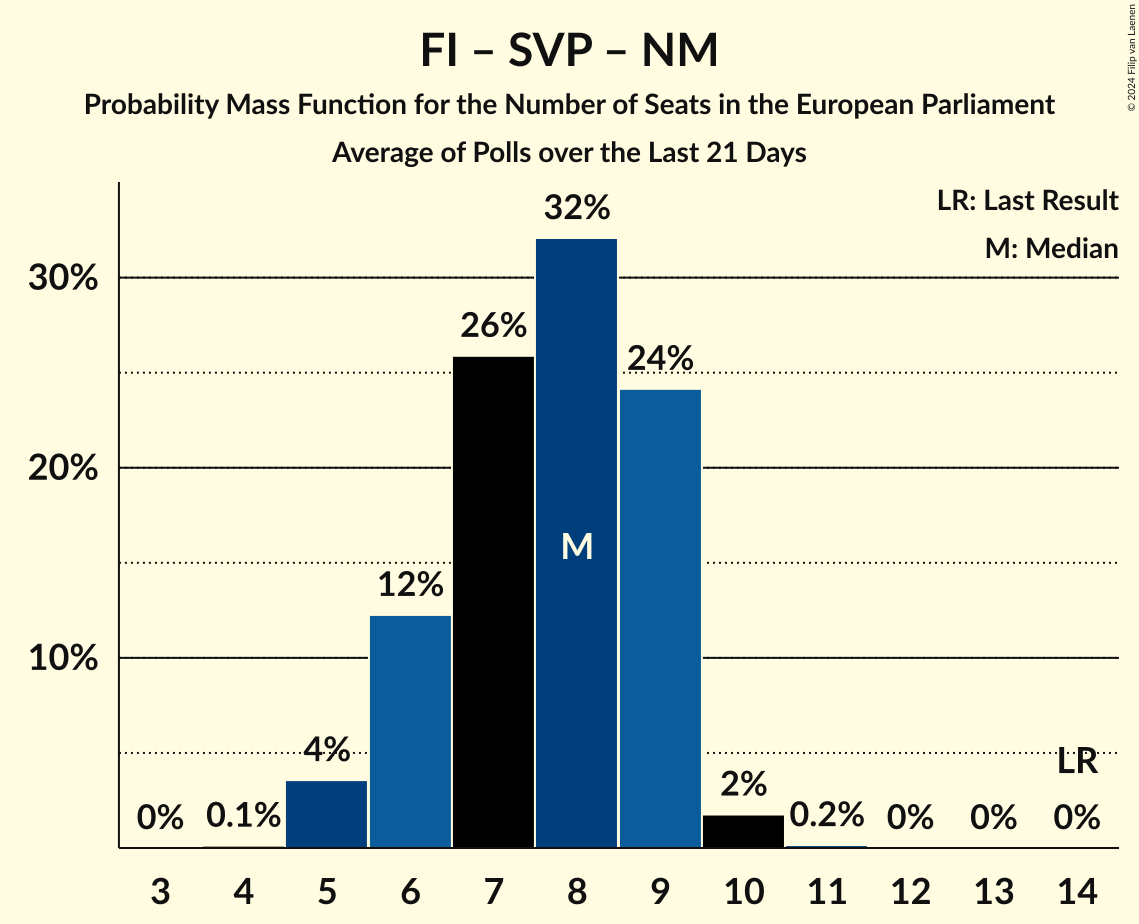 FI – SVP – NM
Probability Mass Function for the Number of Seats in the European Parliament
Average of Polls over the Last 21 Days
© 2024 Filip van Laenen
LR: Last Result
M: Median
32%
30%
26%
24%
20%
M
12%
10%
4%
LR
2%
0% 0.1% 0.2% 0% 0% 0%
3 4 5 6 7 8 9 10 11 12 13 14